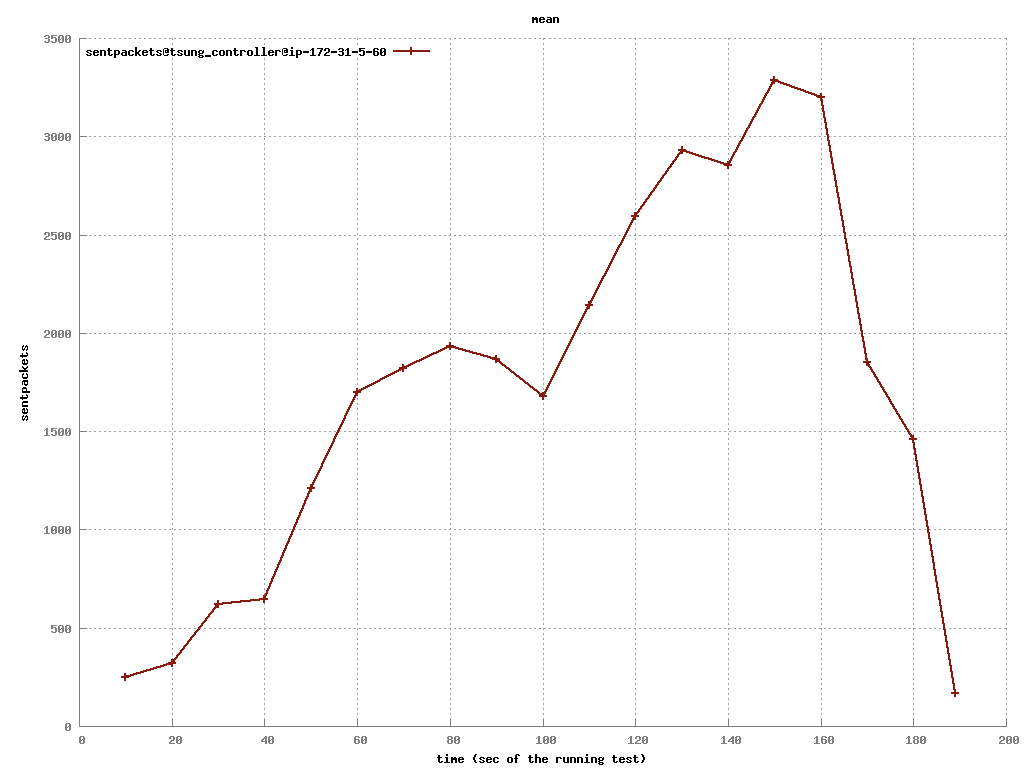 mean
3500
sentpackets@tsung_controller@ip-172-31-5-60
3000
2500
2000
sentpackets
1500
1000
500
0
0 20 40 60 80 100 120 140 160 180 200
time (sec of the running test)